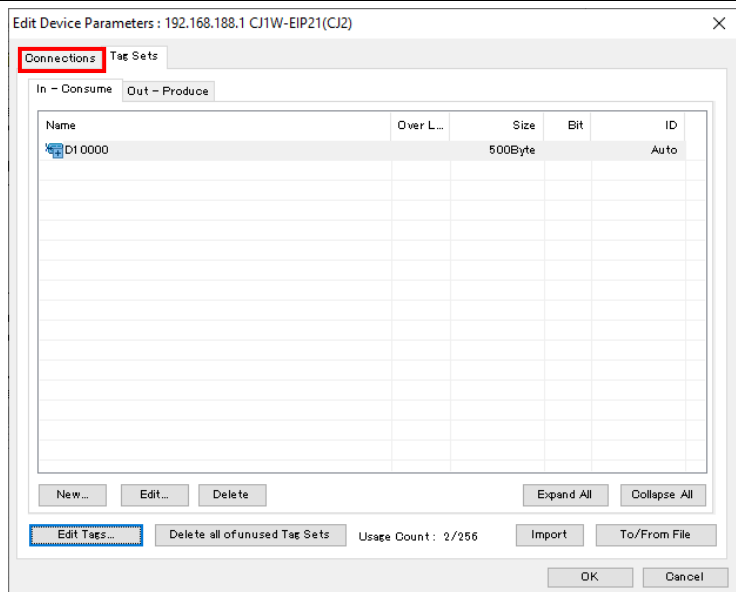 Edit Device Parameters : 192.168.188.1 CJ1W-EIP21(CJ2)
Connections Tag Sets
In - Consume Out - Produce
Name Over L... Size Bit ID
D10000 500Byte Auto
New... Edit... Delete Expand All Collapse All
Edit Tags... Delete all of unused Tag Sets Usage Count : 2/256 Import To/From File
OK Cancel